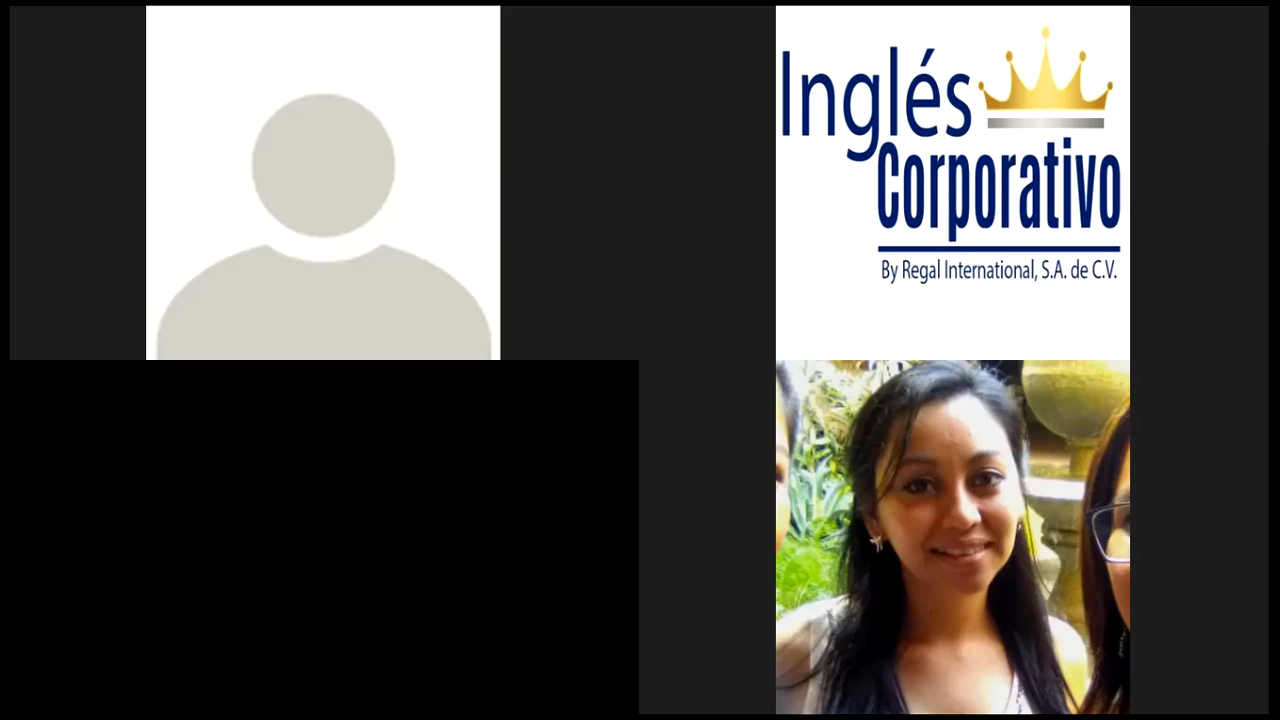 Inglés
Corporativo
By Regal International, S.A. de C.V.